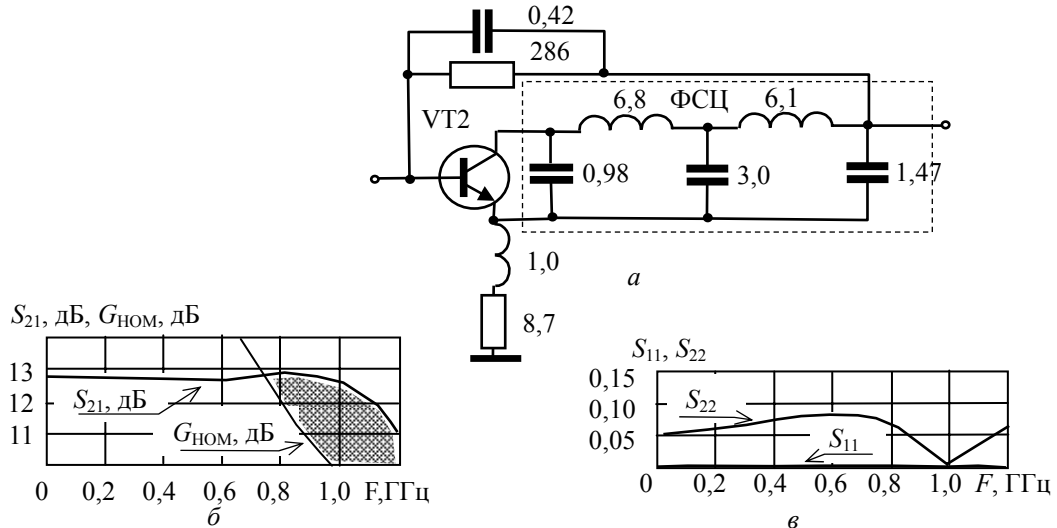 0,42
286
6,8 ФСЦ 6,1
VT2
0,98 3,0 1,47
1,0
а
8,7
S21, дБ, GНОМ, дБ
13
12
11
S21, дБ
GНОМ, дБ
0 0,2 0,4 0,6 0,8 1,0 F,ГГц
б
S11, S22
0,15
0,10
0,05
S22
S11
0 0,2 0,4 0,6 0,8 1,0 F, ГГц
в